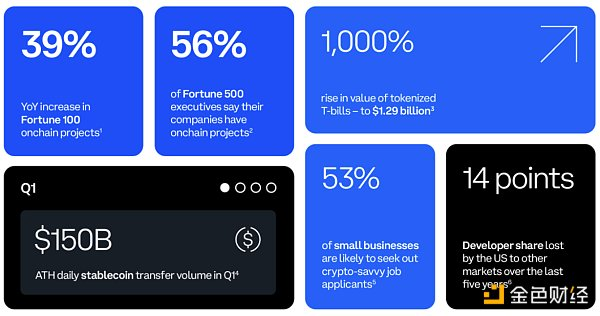 39%
YoY increase in
Fortune 100
onchain projects¹
56%
of Fortune 500
executives say their
companies have
onchain projects²
1,000%
rise in value of tokenized
T-bills – to $1.29 billion³
Q1
$150B
ATH daily stablecoin transfer volume in Q1⁴
53%
of small businesses
are likely to seek out
crypto-savvy job
applicants⁵
14 points
Developer share lost
by the US to other
markets over the last
five years⁶
金色财经